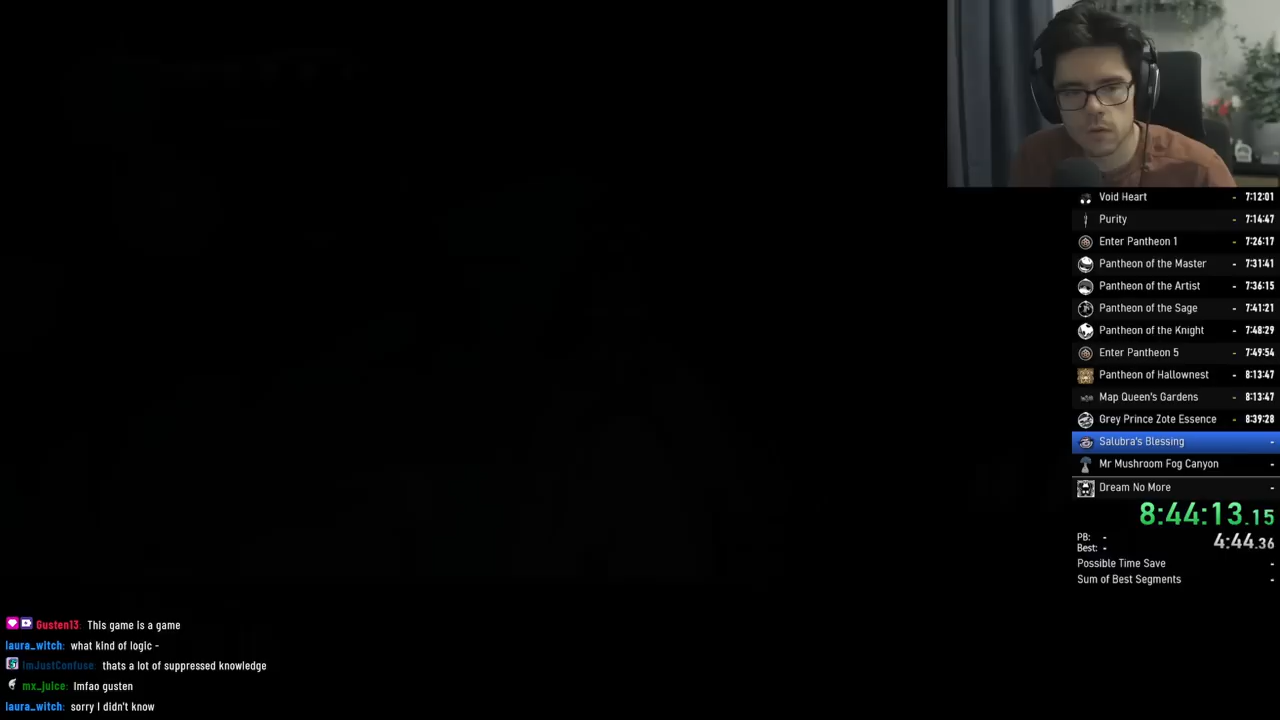 Void Heart - 7:12:01
Purity - 7:14:47
Enter Pantheon 1 - 7:26:17
Pantheon of the Master - 7:31:41
Pantheon of the Artist - 7:36:15
Pantheon of the Sage - 7:41:21
Pantheon of the Knight - 7:48:29
Enter Pantheon 5 - 7:49:54
Pantheon of Hallownest - 8:13:47
Map Queen's Gardens - 8:13:47
Grey Prince Zote Essence - 8:39:28
Salubra's Blessing -
Mr Mushroom Fog Canyon -
Dream No More -
8:44:13.15
PB: - 4:44.36
Best: -
Possible Time Save -
Sum of Best Segments -
Gusten13: This game is a game
laura_witch: what kind of logic -
ImJustConfuse: thats a lot of suppressed knowledge
mx_juice: lmfao gusten
laura_witch: sorry I didn't know